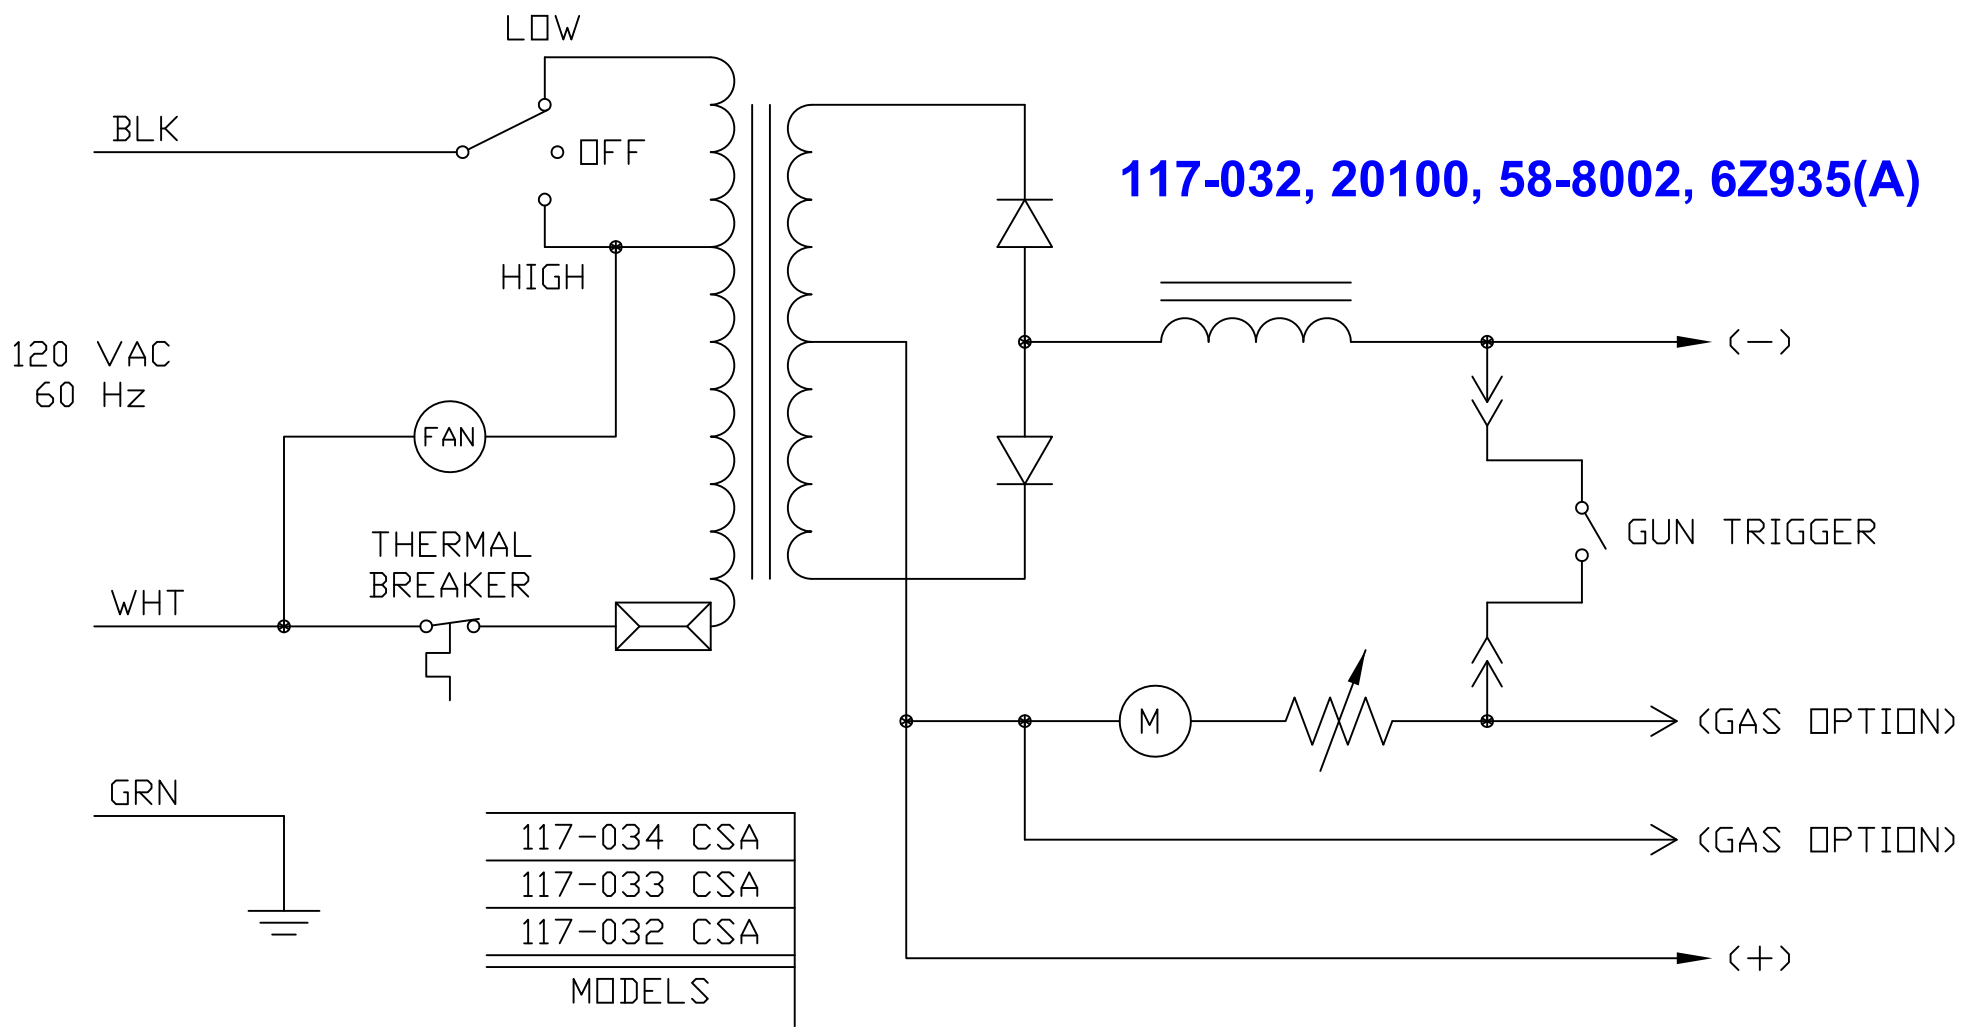 LOW
BLK
OFF
117-032, 20100, 58-8002, 6Z935(A)
HIGH
120 VAC
60 Hz
(-)
FAN
GUN TRIGGER
THERMAL
BREAKER
WHT
M
(GAS OPTION)
GRN
(GAS OPTION)
117-034 CSA
117-033 CSA
117-032 CSA
(+)
MODELS